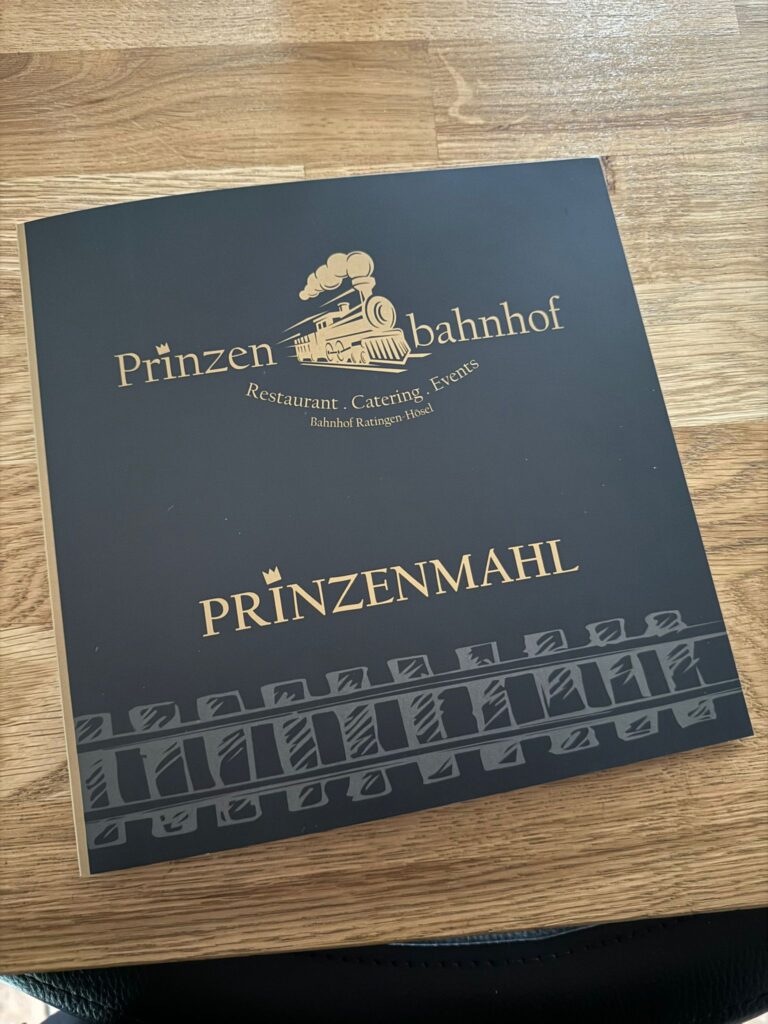 Prinzen bahnhof
Restaurant . Catering . Events
Bahnhof Ratingen-Hösel
PRINZENMAHL